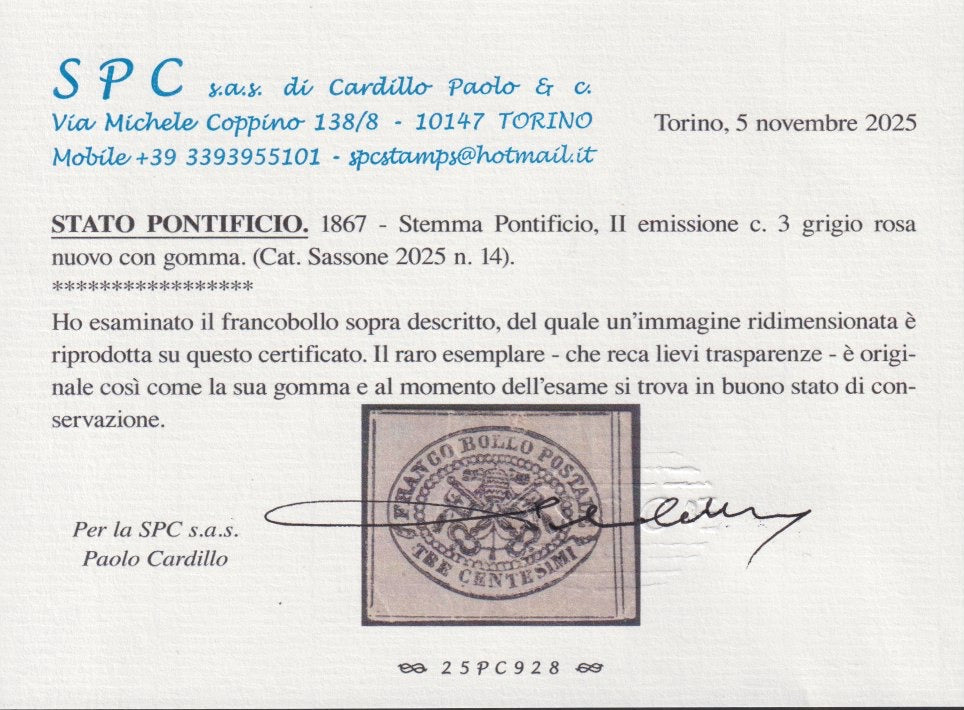 SPC s.a.s. di Cardillo Paolo & c.
Via Michele Coppino 138/8 - 10147 TORINO
Mobile +39 3393955101 - spcstamps@hotmail.it
Torino, 5 novembre 2025
STATO PONTIFICIO. 1867 - Stemma Pontificio, II emissione c. 3 grigio rosa
nuovo con gomma. (Cat. Sassone 2025 n. 14).
*****************
Ho esaminato il francobollo sopra descritto, del quale un'immagine ridimensionata è
riprodotta su questo certificato. Il raro esemplare - che reca lievi trasparenze - è origi-
nale così come la sua gomma e al momento dell'esame si trova in buono stato di con-
servazione.
FRANCO BOLLO POSTALE
TRE CENTESIMI
Per la SPC s.a.s.
Paolo Cardillo
25PC928